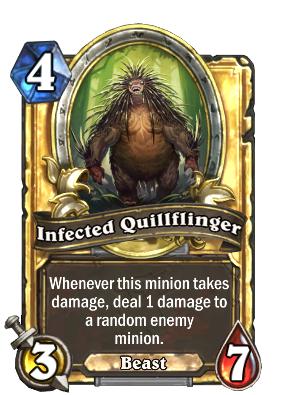 4
Infected Quillflinger
Whenever this minion takes
damage, deal 1 damage to
a random enemy
minion.
Beast
3
7